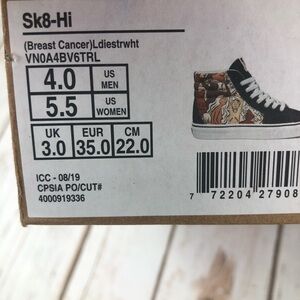 Sk8-Hi
(Breast Cancer)Ldiestrwht
VN0A4BV6TRL
4.0 US MEN
5.5 US WOMEN
UK 3.0 EUR 35.0 CM 22.0
ICC - 08/19
CPSIA PO/CUT#
4000919336
7 72204 27908